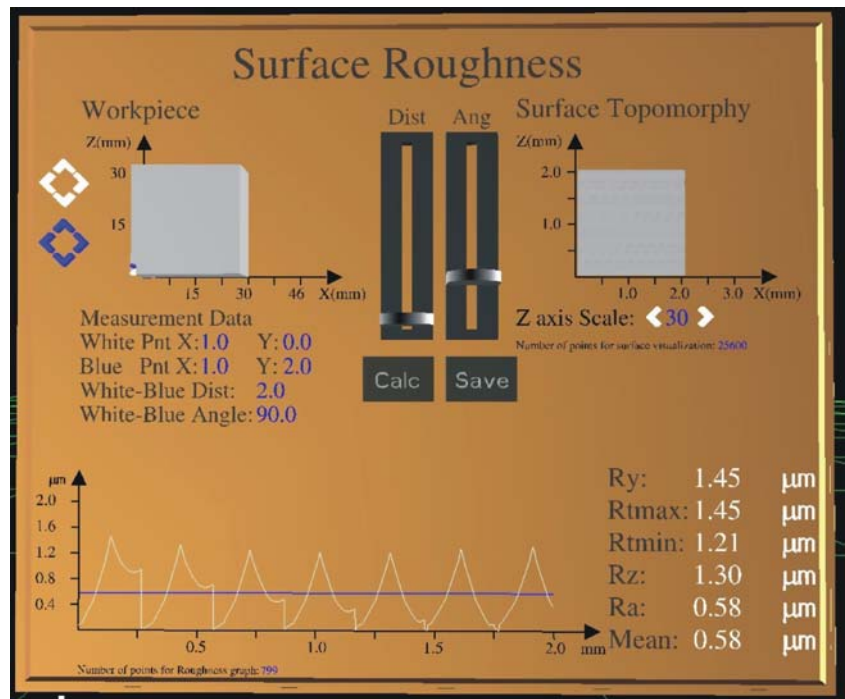 Surface Roughness
Workpiece
Z(mm)
30
15
15 30 46 X(mm)
Dist Ang
Surface Topomorphy
Z(mm)
2.0
1.0
1.0 2.0 3.0 X(mm)
Z axis Scale: 30
Number of points for surface visualization: 25600
Measurement Data
White Pnt X: 1.0 Y: 0.0
Blue Pnt X: 1.0 Y: 2.0
White-Blue Dist: 2.0
White-Blue Angle: 90.0
Calc Save
μm
2.0
1.6
1.2
0.8
0.4
0.5 1.0 1.5 2.0 mm
Number of points for Roughness graph: 799
Ry: 1.45 μm
Rtmax: 1.45 μm
Rtmin: 1.21 μm
Rz: 1.30 μm
Ra: 0.58 μm
Mean: 0.58 μm